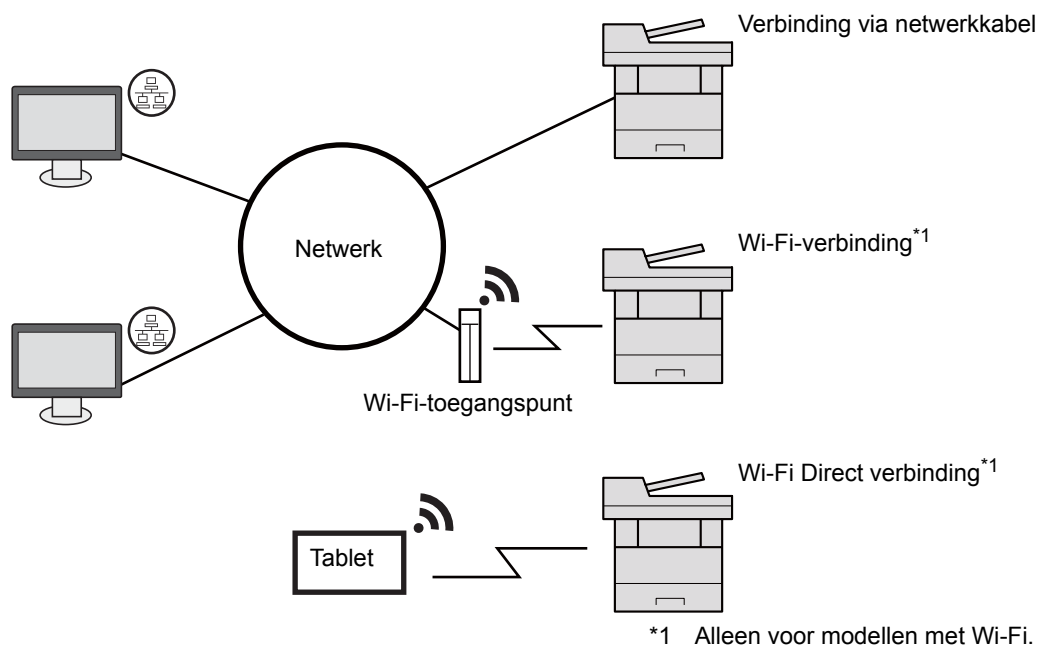 Verbinding via netwerkkabel
Netwerk
Wi-Fi-verbinding*1
Wi-Fi-toegangspunt
Wi-Fi Direct verbinding*1
Tablet
*1 Alleen voor modellen met Wi-Fi.